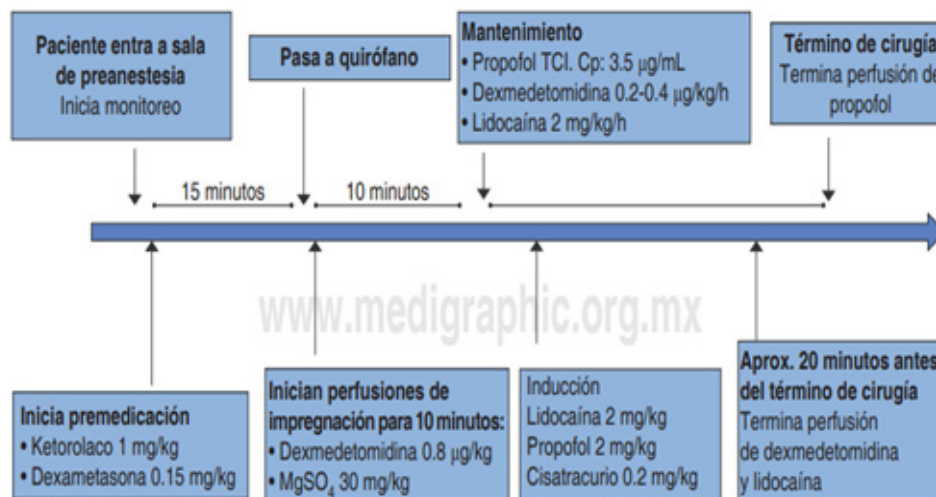 Paciente entra a sala
de preanestesia
Inicia monitoreo
Pasa a quirófano
Mantenimiento
• Propofol TCI. Cp: 3.5 µg/mL
• Dexmedetomidina 0.2-0.4 µg/kg/h
• Lidocaína 2 mg/kg/h
Término de cirugía
Termina perfusión de
propofol
15 minutos
10 minutos
www.medigraphic.org.mx
Inicia premedicación
• Ketorolaco 1 mg/kg
• Dexametasona 0.15 mg/kg
Inician perfusiones de
impregnación para 10 minutos:
• Dexmedetomidina 0.8 µg/kg
• MgSO4 30 mg/kg
Inducción
Lidocaína 2 mg/kg
Propofol 2 mg/kg
Cisatracurio 0.2 mg/kg
Aprox. 20 minutos antes
del término de cirugía
Termina perfusión
de dexmedetomidina
y lidocaína